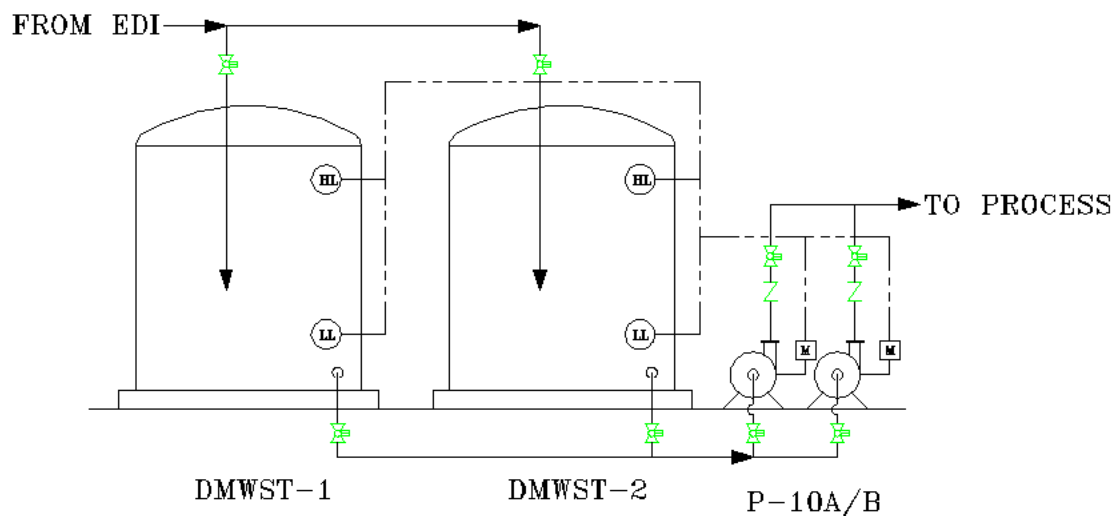 FROM EDI
HL
HL
TO PROCESS
LL
LL
M
M
DMWST-1
DMWST-2
P-10A/B